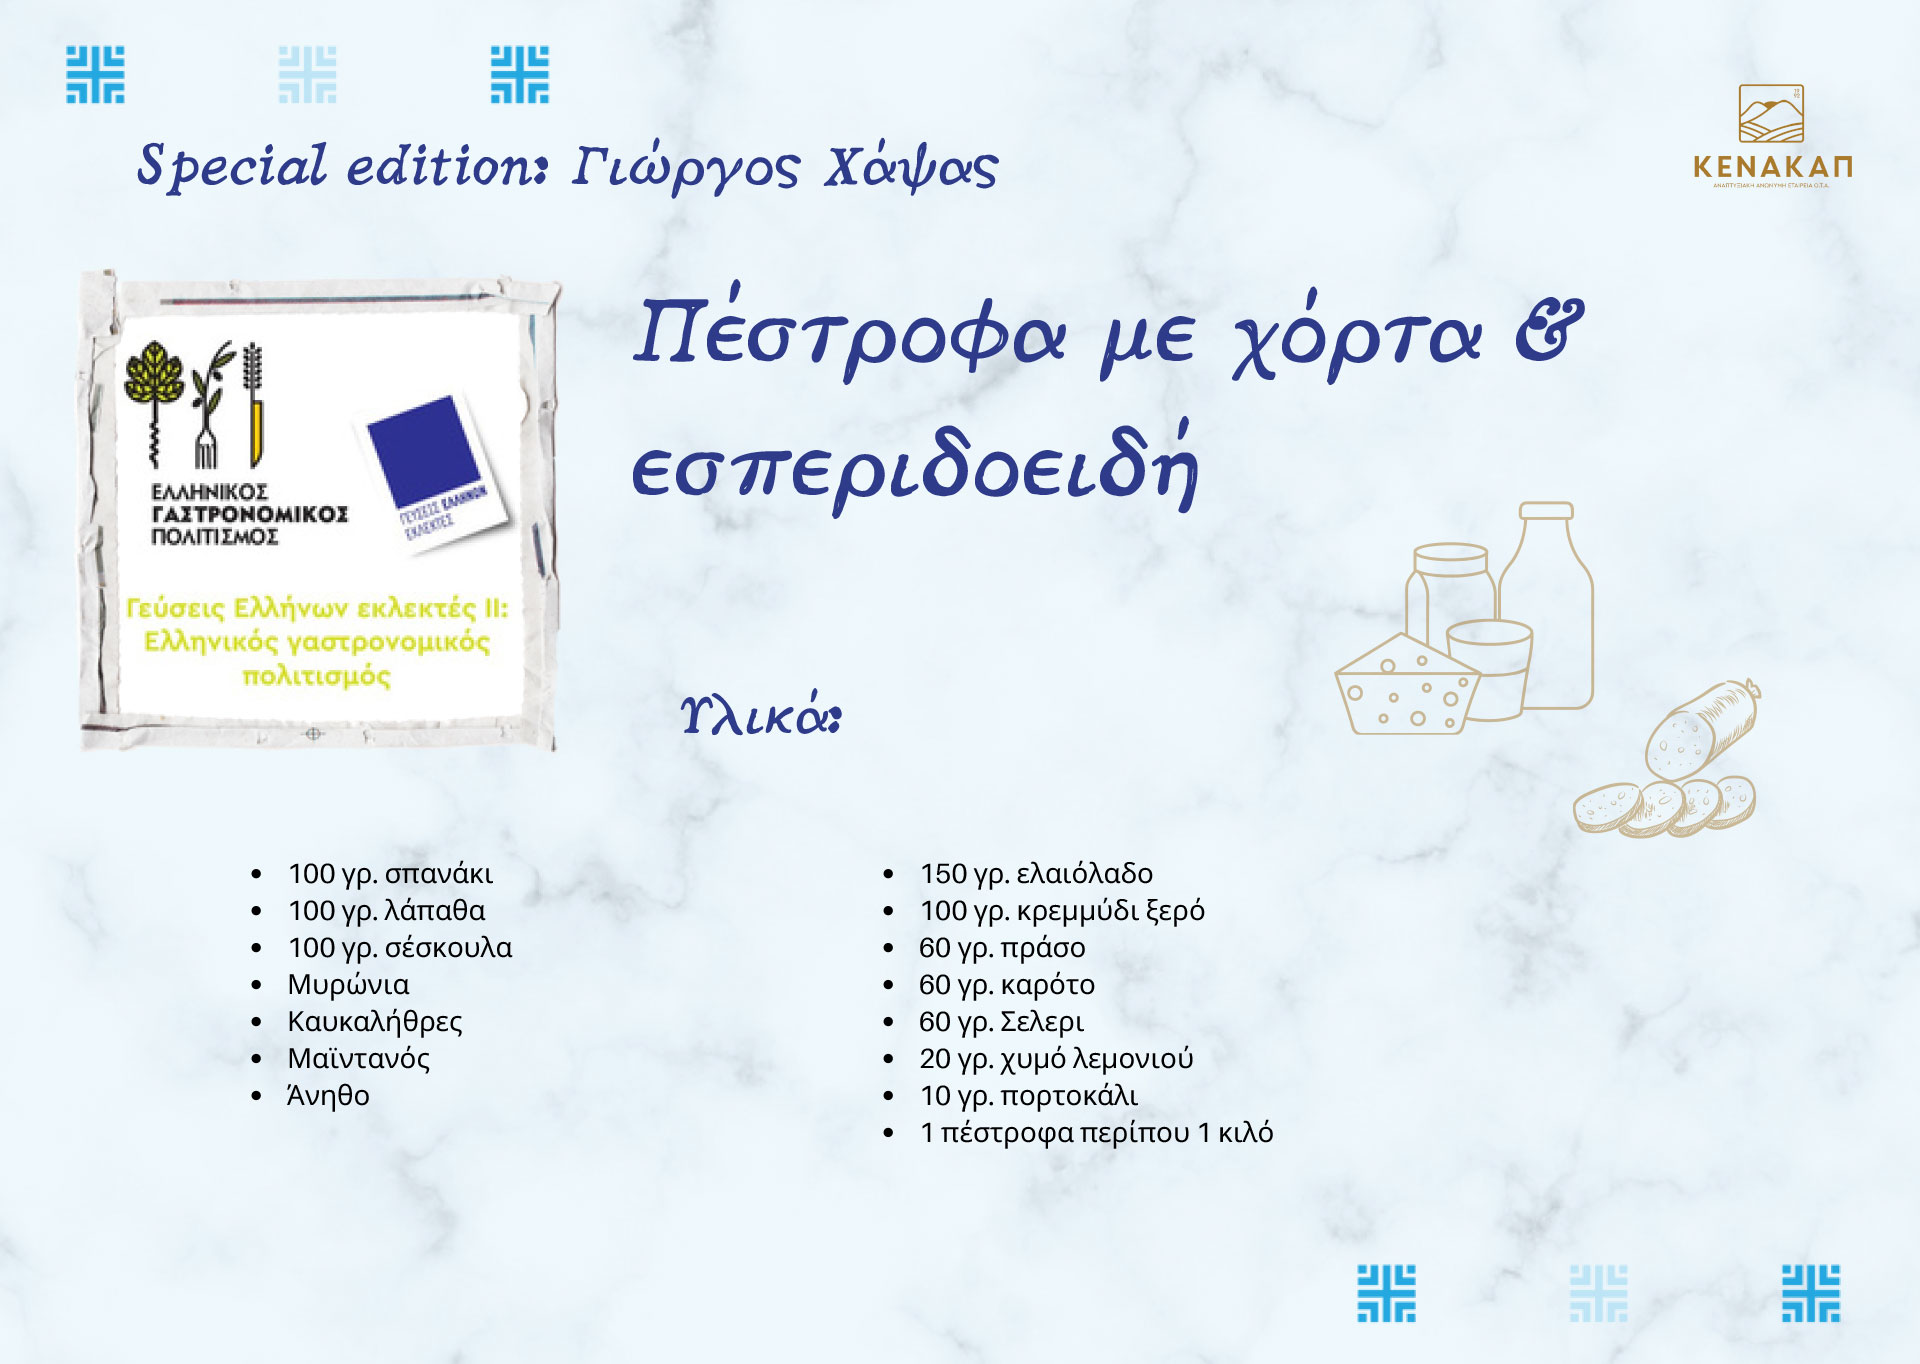 Special edition: Γιώργος Χάψας
ΚΕΝΑΚΑΠ
ΑΝΑΠΤΥΞΙΑΚΗ ΑΝΩΝΥΜΗ ΕΤΑΙΡΕΙΑ Ο.Τ.Α.
Πέστροφα με χόρτα &
εσπεριδοειδή
ΕΛΛΗΝΙΚΟΣ
ΓΑΣΤΡΟΝΟΜΙΚΟΣ
ΠΟΛΙΤΙΣΜΟΣ
ΓΕΥΣΕΙΣ ΕΛΛΗΝΩΝ
ΕΚΛΕΚΤΕΣ
Γεύσεις Ελλήνων εκλεκτές ΙΙ:
Ελληνικός γαστρονομικός
πολιτισμός
Υλικά:
• 100 γρ. σπανάκι
• 100 γρ. λάπαθα
• 100 γρ. σέσκουλα
• Μυρώνια
• Καυκαλήθρες
• Μαϊντανός
• Άνηθο
• 150 γρ. ελαιόλαδο
• 100 γρ. κρεμμύδι ξερό
• 60 γρ. πράσο
• 60 γρ. καρότο
• 60 γρ. Σελερι
• 20 γρ. χυμό λεμονιού
• 10 γρ. πορτοκάλι
• 1 πέστροφα περίπου 1 κιλό